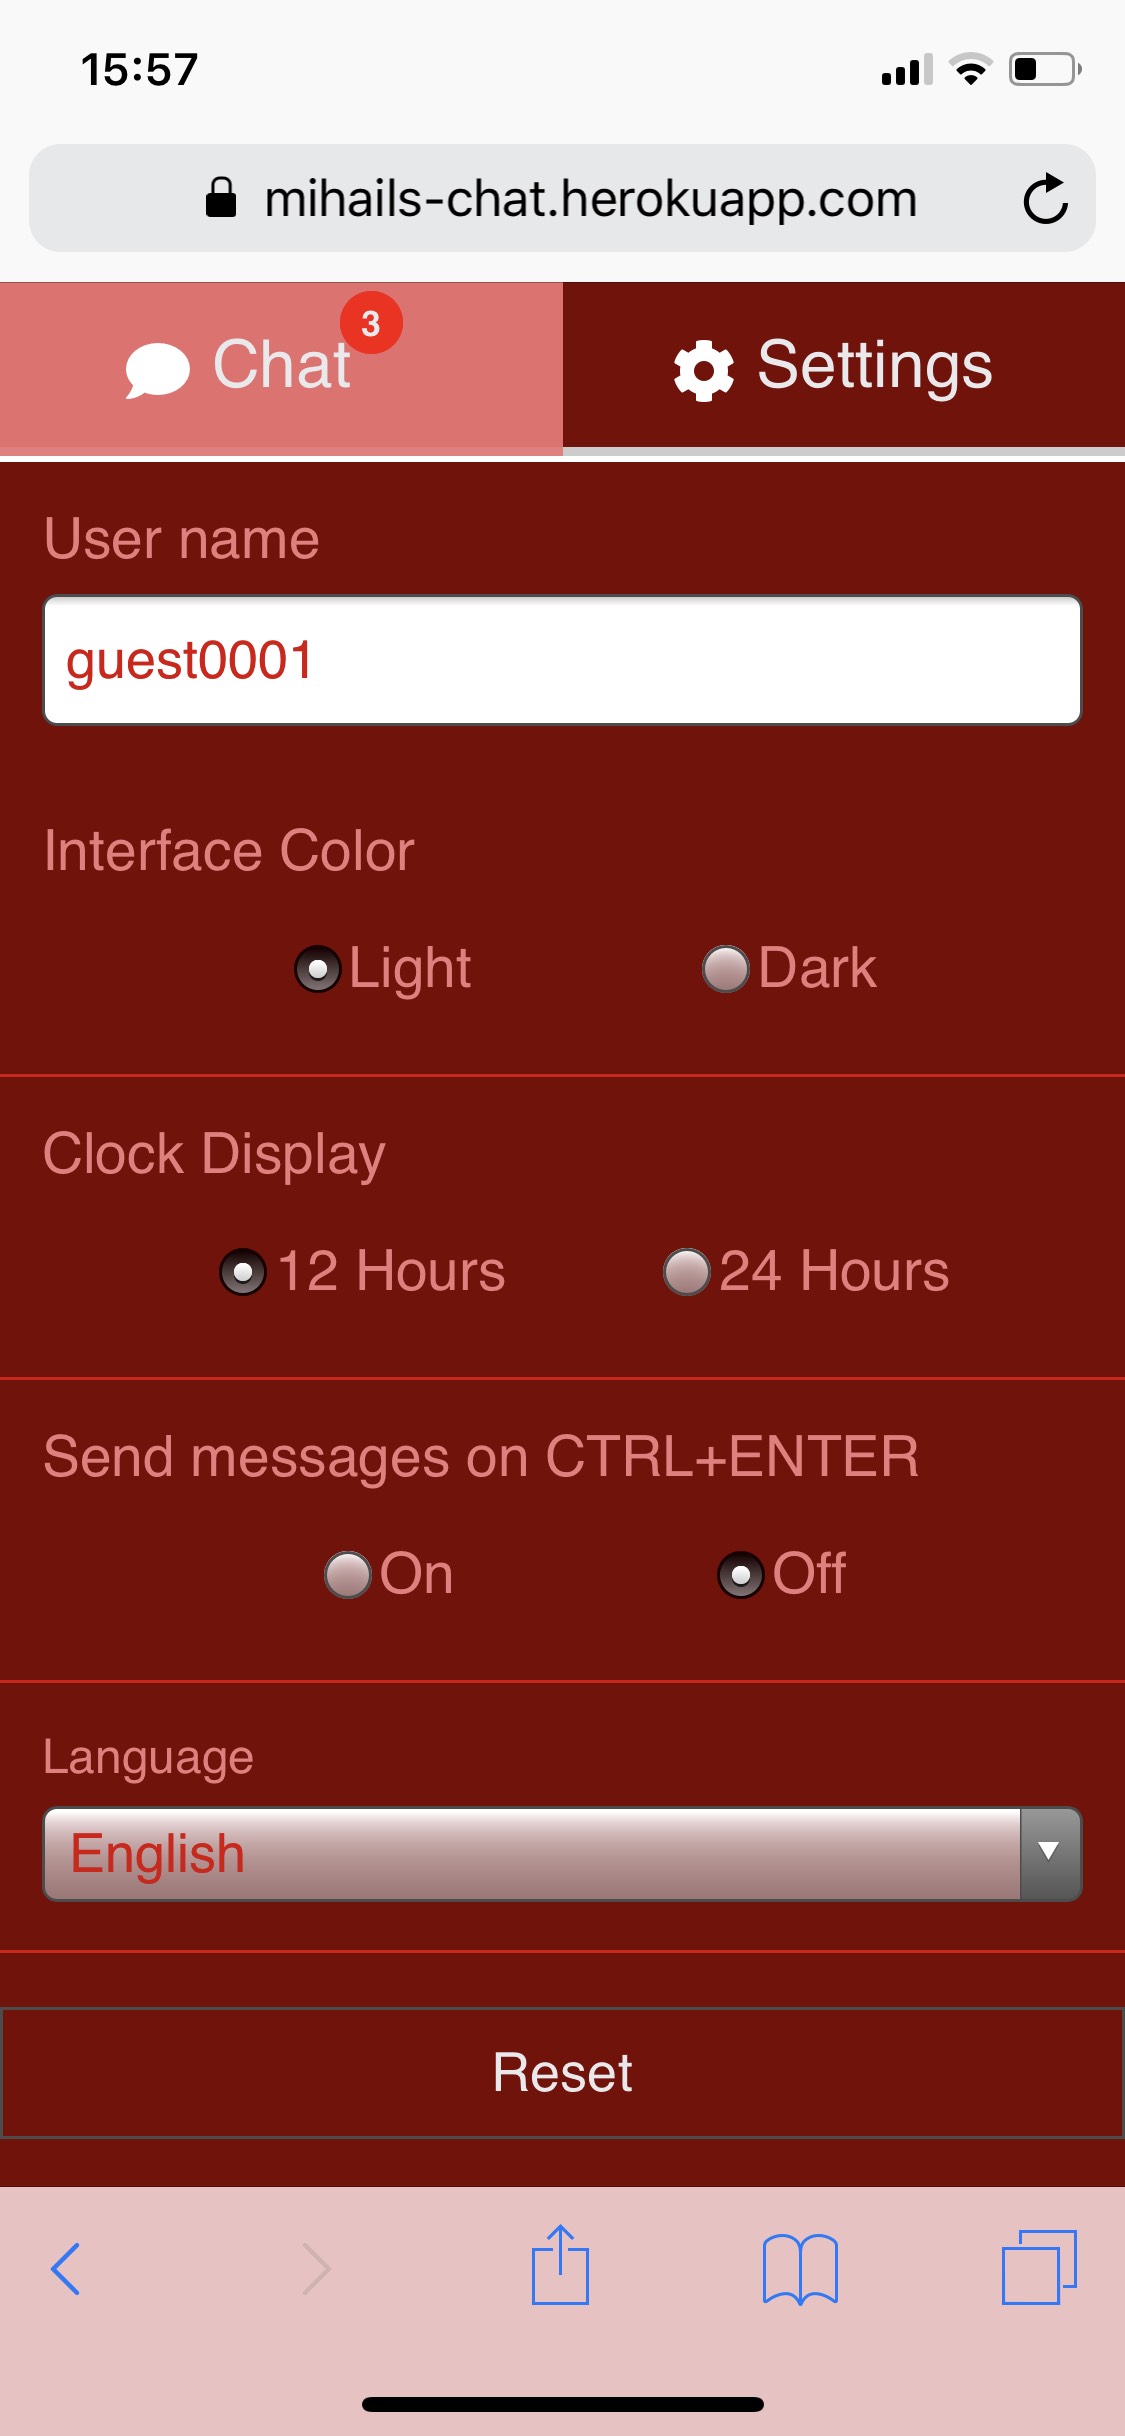 15:57
mihails-chat.herokuapp.com
Chat 3 Settings
User name
guest0001
Interface Color
Light Dark
Clock Display
12 Hours 24 Hours
Send messages on CTRL+ENTER
On Off
Language
English
Reset